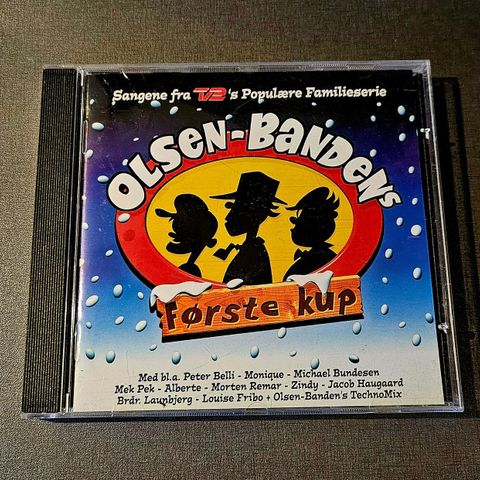 Sangene fra TV2's Populære Familieserie
OLSEN-BANDENS
Første kup
Med bl.a. Peter Belli - Monique - Michael Bundesen
Mek Pek - Alberte - Morten Remar - Zindy - Jacob Haugaard
Brdr. Launbjerg - Louise Fribo + Olsen-Banden's TechnoMix